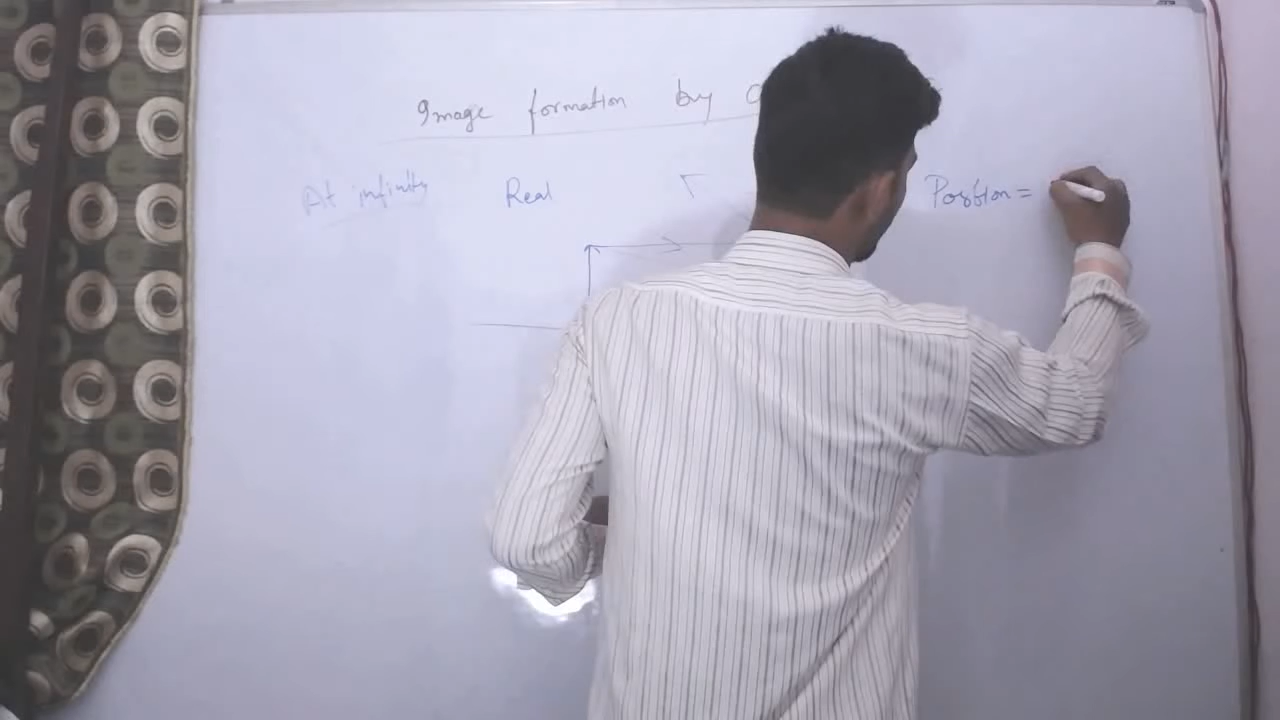 Image formation by C
At infinity Real Position =